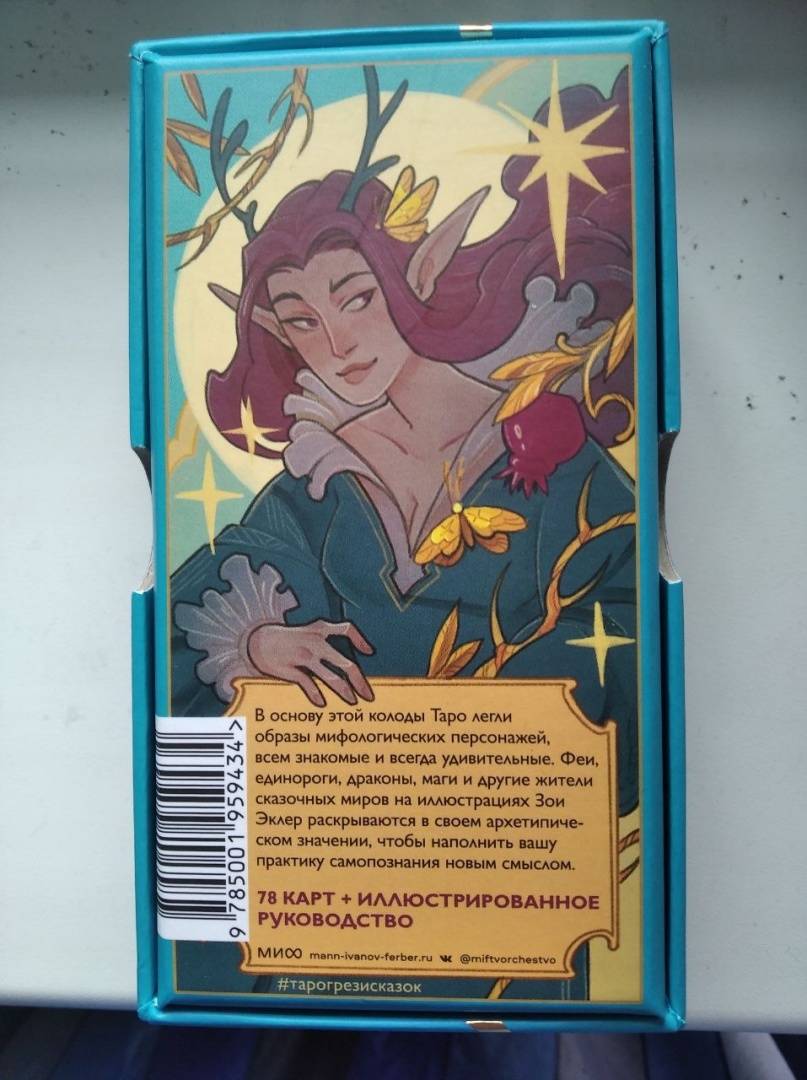 В основу этой колоды Таро легли
образы мифологических персонажей,
всем знакомые и всегда удивительные. Феи,
единороги, драконы, маги и другие жители
сказочных миров на иллюстрациях Зои
Эклер раскрываются в своем архетипиче-
ском значении, чтобы наполнить вашу
практику самопознания новым смыслом.
78 КАРТ + ИЛЛЮСТРИРОВАННОЕ
РУКОВОДСТВО
МИФ mann-ivanov-ferber.ru @miftvorchestvo
#тарогрезисказок
9 785001 959434 >